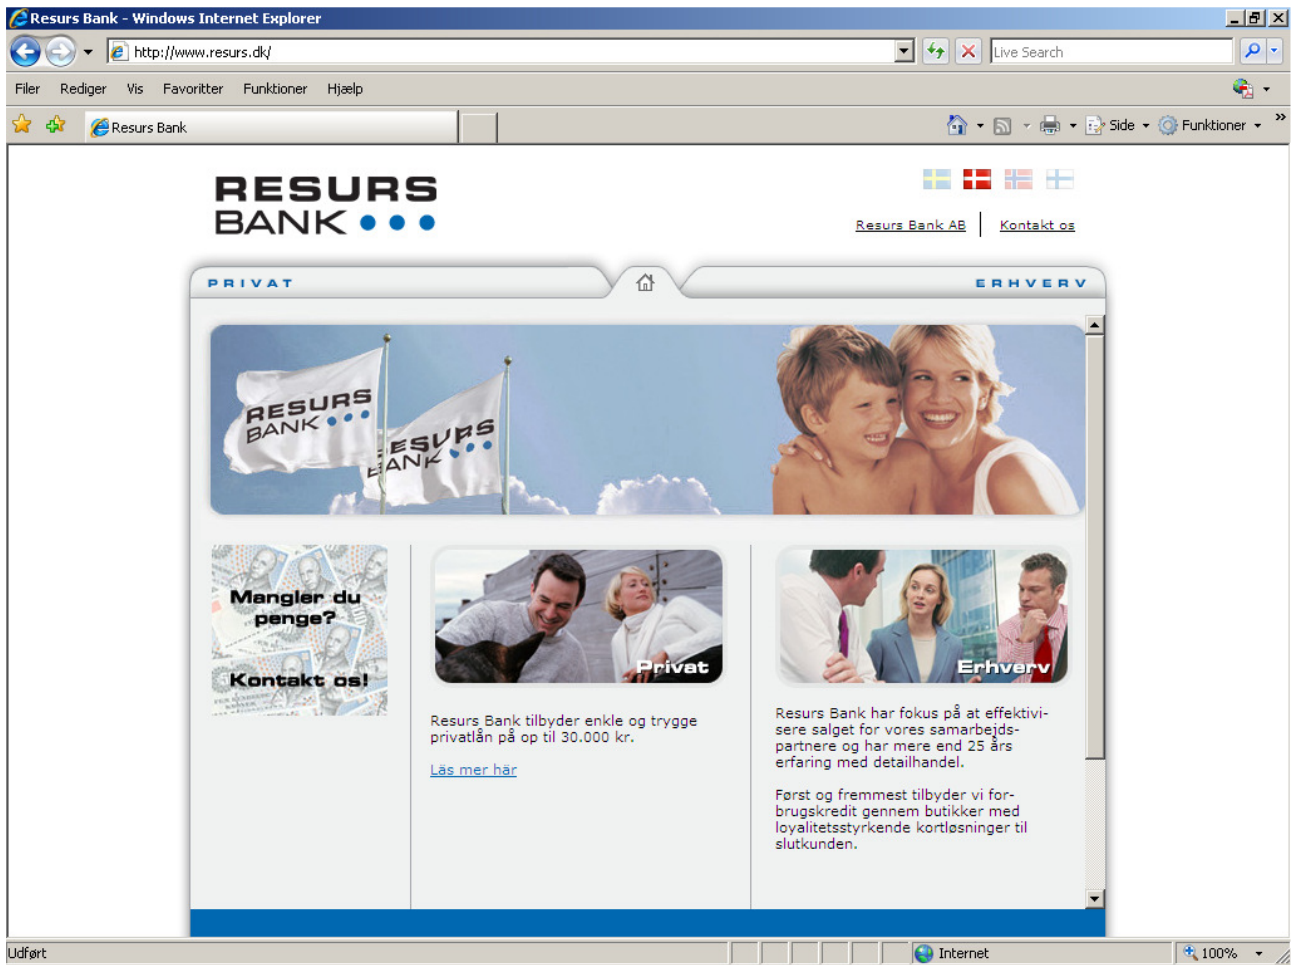 Resurs Bank - Windows Internet Explorer
http://www.resurs.dk/
Live Search
Filer Rediger Vis Favoritter Funktioner Hjælp
Resurs Bank
Side Funktioner »
RESURS
BANK
Resurs Bank AB Kontakt os
PRIVAT
ERHVERV
RESURS
BANK
RESURS
BANK
Mangler du
penge?
Kontakt os!
Privat
Resurs Bank tilbyder enkle og trygge
privatlån på op til 30.000 kr.
Läs mer här
Erhverv
Resurs Bank har fokus på at effektivi-
sere salget for vores samarbejds-
partnere og har mere end 25 års
erfaring med detailhandel.
Først og fremmest tilbyder vi for-
brugskredit gennem butikker med
loyalitetsstyrkende kortløsninger til
slutkunden.
Udført
Internet
100%